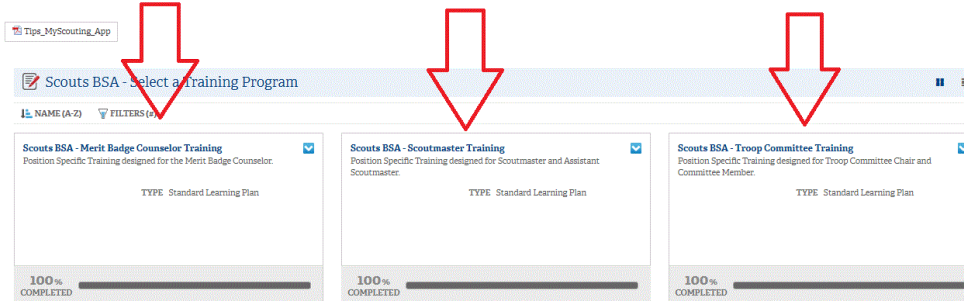 Tips_MyScouting_App
Scouts BSA - Select a Training Program
NAME (A-Z) FILTERS (0)
Scouts BSA - Merit Badge Counselor Training
Position Specific Training designed for the Merit Badge Counselor.
TYPE Standard Learning Plan
100%
COMPLETED
Scouts BSA - Scoutmaster Training
Position Specific Training designed for Scoutmaster and Assistant
Scoutmaster.
TYPE Standard Learning Plan
100%
COMPLETED
Scouts BSA - Troop Committee Training
Position Specific Training designed for Troop Committee Chair and
Committee Member.
TYPE Standard Learning Plan
100%
COMPLETED